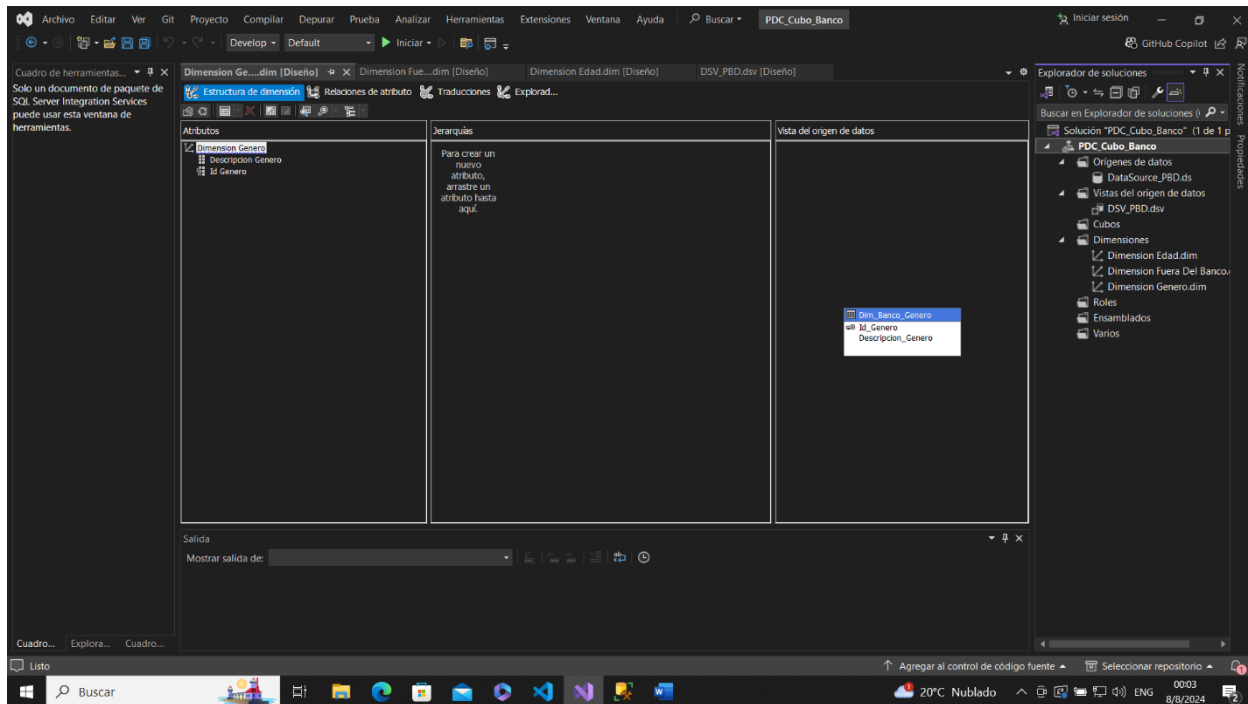 Archivo Editar Ver Git Proyecto Compilar Depurar Prueba Analizar Herramientas Extensiones Ventana Ayuda Buscar PDC_Cubo_Banco Iniciar sesión
Develop Default Iniciar GitHub Copilot
Cuadro de herramientas...
Solo un documento de paquete de
SQL Server Integration Services
puede usar esta ventana de
herramientas.
Dimension Ge....dim [Diseño] Dimension Fue....dim [Diseño] Dimension Edad.dim [Diseño] DSV_PBD.dsv [Diseño]
Estructura de dimensión Relaciones de atributo Traducciones Explorad...
Atributos
Dimension Genero
Descripcion Genero
Id Genero
Jerarquías
Para crear un
nuevo
atributo,
arrastre un
atributo hasta
aquí.
Vista del origen de datos
Dim_Banco_Genero
Id_Genero
Descripcion_Genero
Salida
Mostrar salida de:
Explorador de soluciones
Buscar en Explorador de soluciones (
Solución "PDC_Cubo_Banco" (1 de 1 p
PDC_Cubo_Banco
Orígenes de datos
DataSource_PBD.ds
Vistas del origen de datos
DSV_PBD.dsv
Cubos
Dimensiones
Dimension Edad.dim
Dimension Fuera Del Banco.
Dimension Genero.dim
Roles
Ensamblados
Varios
Notificaciones
Propiedades
Cuadro... Explora... Cuadro...
Listo Agregar al control de código fuente Seleccionar repositorio 1
Buscar 20°C Nublado ENG 00:03
8/8/2024 2